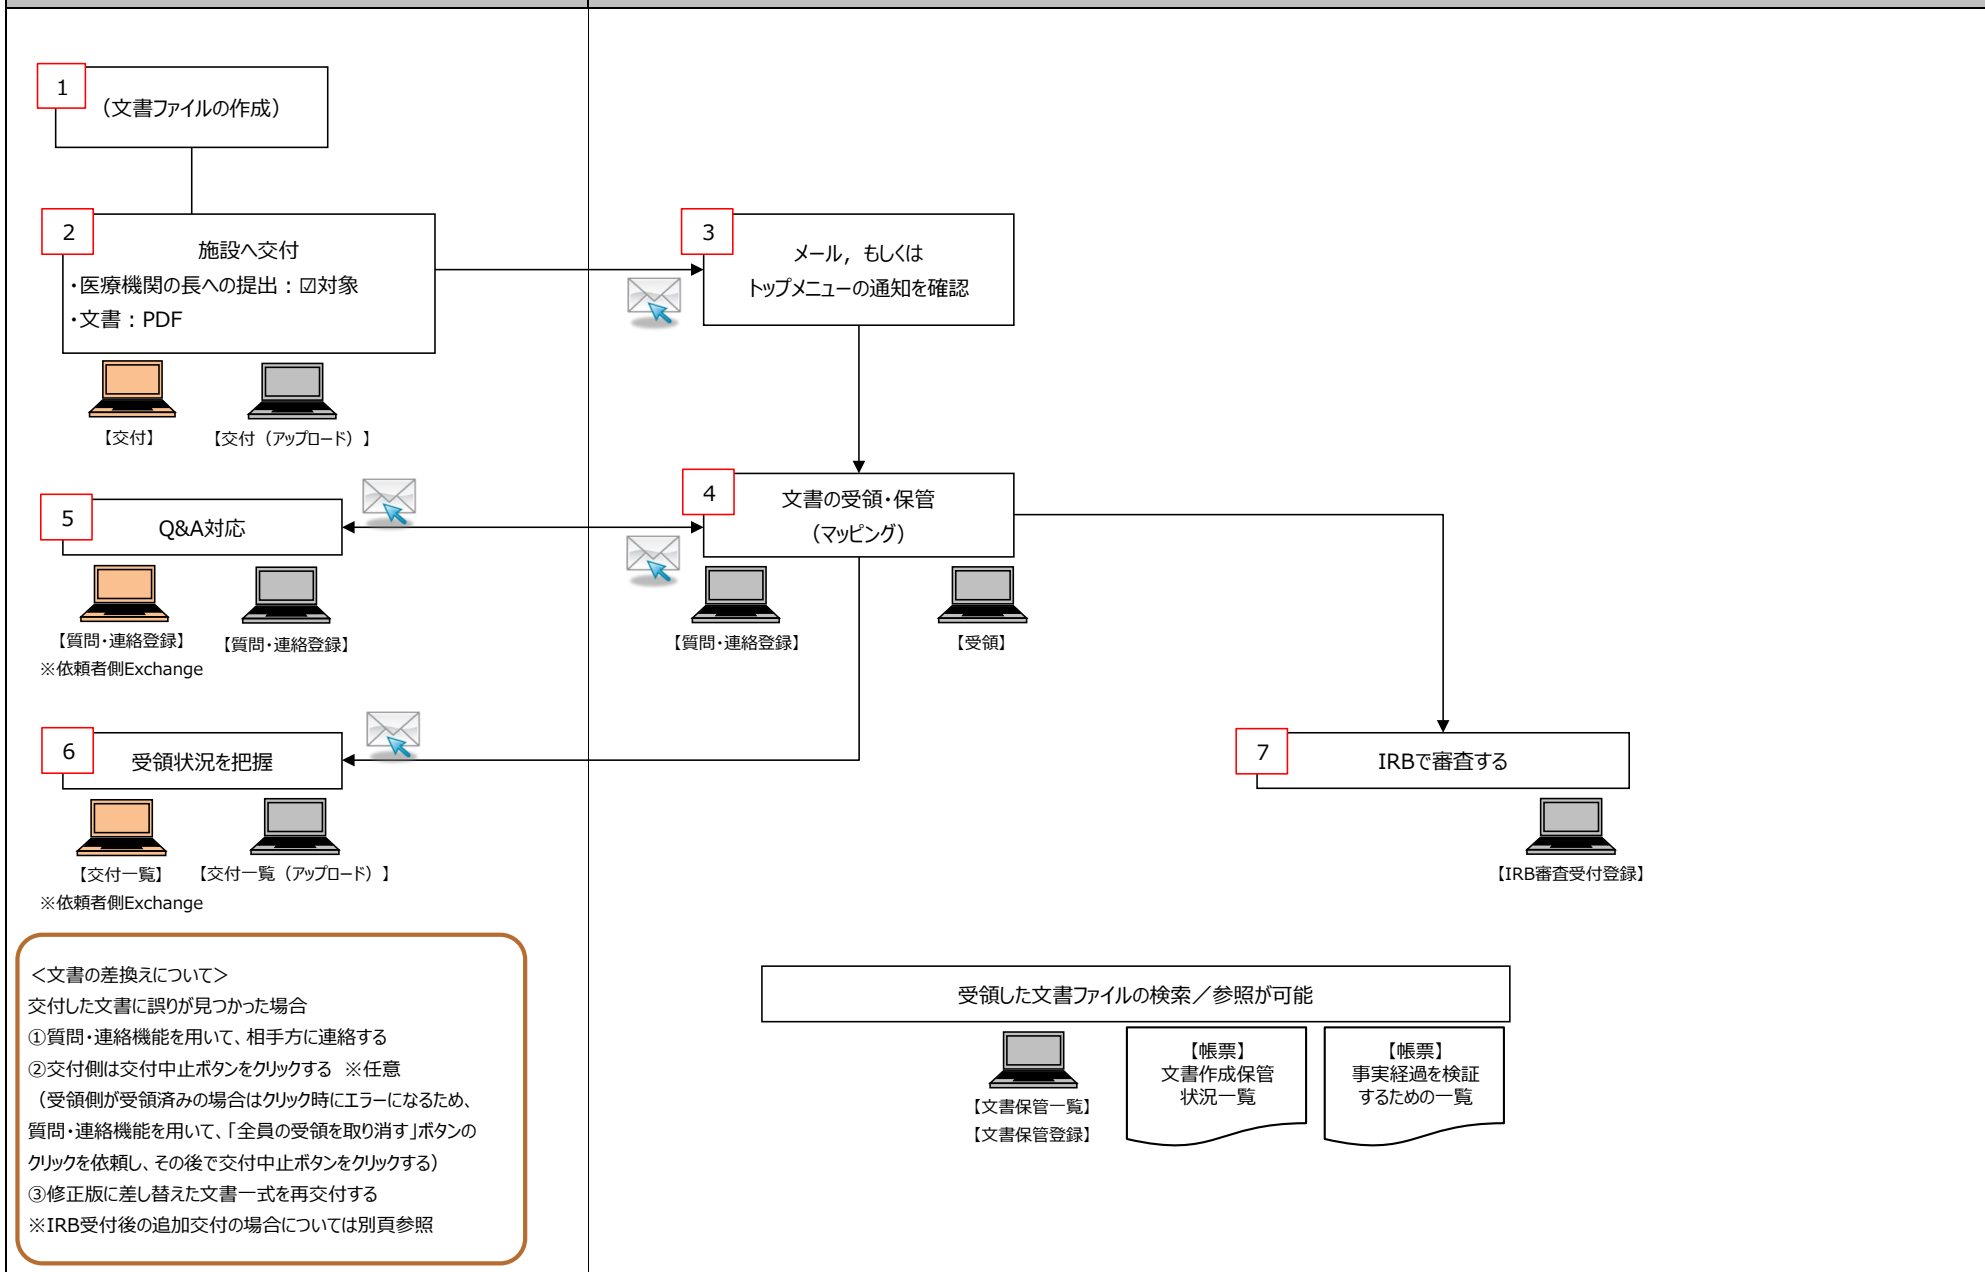 1
（文書ファイルの作成）
2
施設へ交付
・医療機関の長への提出：☑対象
・文書：PDF
【交付】
【交付（アップロード）】
3
メール，もしくは
トップメニューの通知を確認
4
文書の受領・保管
（マッピング）
【質問・連絡登録】
【受領】
5
Q&A対応
【質問・連絡登録】
【質問・連絡登録】
※依頼者側Exchange
6
受領状況を把握
【交付一覧】
【交付一覧（アップロード）】
※依頼者側Exchange
7
IRBで審査する
【IRB審査受付登録】
＜文書の差換えについて＞
交付した文書に誤りが見つかった場合
①質問・連絡機能を用いて、相手方に連絡する
②交付側は交付中止ボタンをクリックする　※任意
（受領側が受領済みの場合はクリック時にエラーになるため、
質問・連絡機能を用いて、「全員の受領を取り消す」ボタンの
クリックを依頼し、その後で交付中止ボタンをクリックする）
③修正版に差し替えた文書一式を再交付する
※IRB受付後の追加交付の場合については別頁参照
受領した文書ファイルの検索／参照が可能
【文書保管一覧】
【文書保管登録】
【帳票】
文書作成保管
状況一覧
【帳票】
事実経過を検証
するための一覧